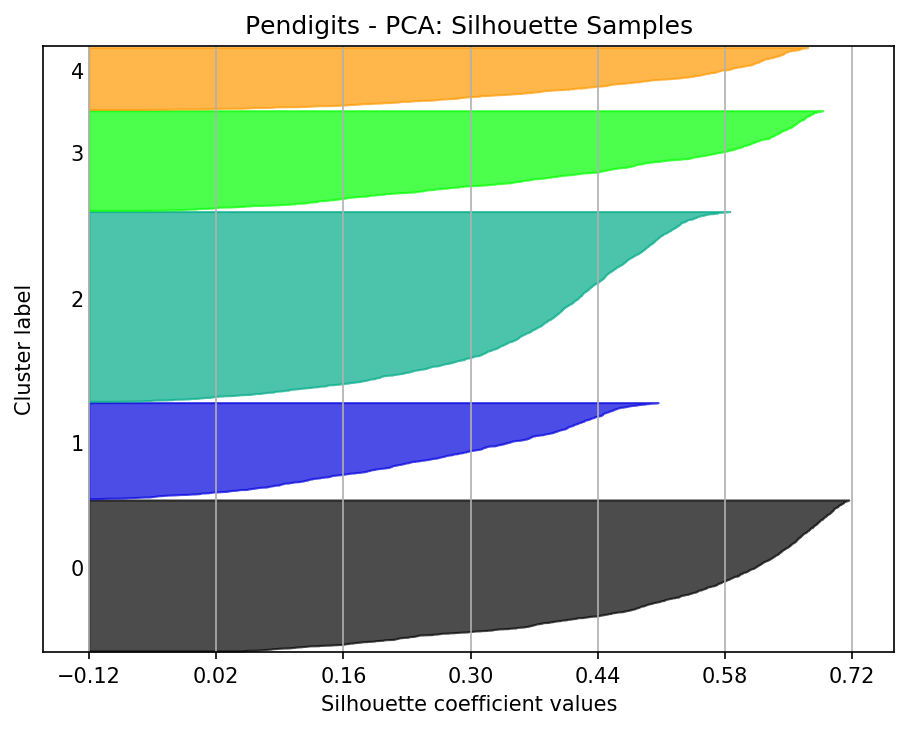 Pendigits - PCA: Silhouette Samples
4
3
2
1
0
Cluster label
−0.12 0.02 0.16 0.30 0.44 0.58 0.72
Silhouette coefficient values